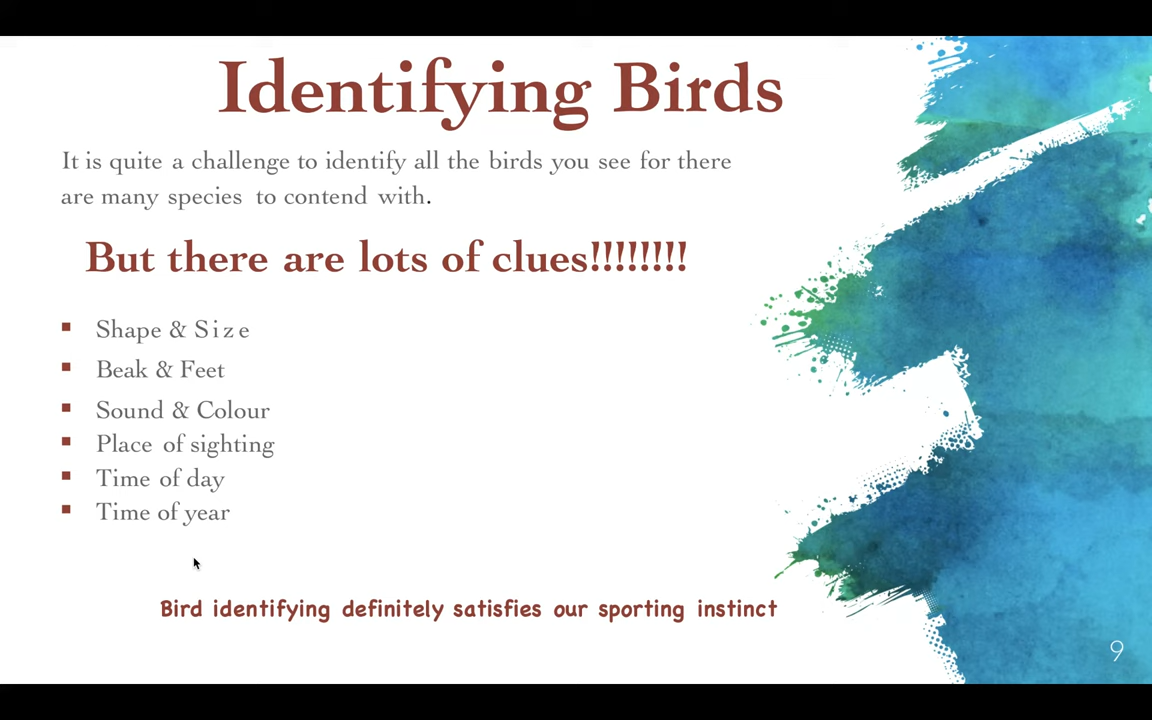 Identifying Birds
It is quite a challenge to identify all the birds you see for there
are many species to contend with.
But there are lots of clues!!!!!!!!
▪ Shape & Size
▪ Beak & Feet
▪ Sound & Colour
▪ Place of sighting
▪ Time of day
▪ Time of year
Bird identifying definitely satisfies our sporting instinct
9